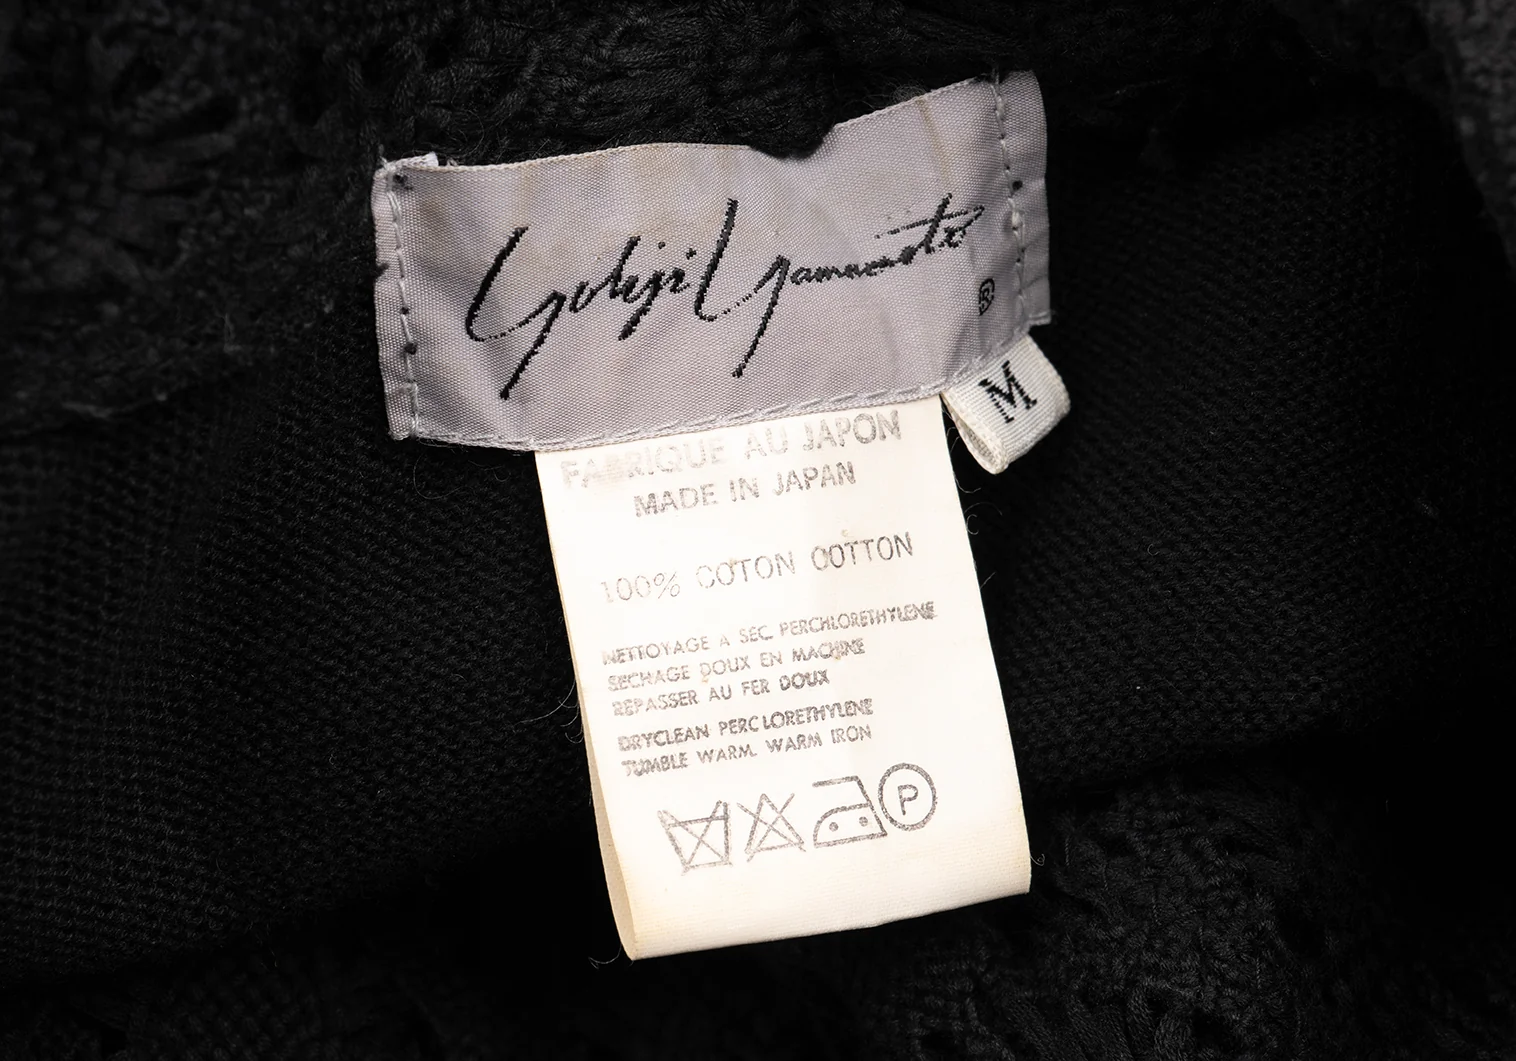 Yohji Yamamoto
®
M
FABRIQUE AU JAPON
MADE IN JAPAN
100% COTON COTTON
NETTOYAGE A SEC PERCHLORETHYLENE
SECHAGE DOUX EN MACHINE
REPASSER AU FER DOUX
DRYCLEAN PERCLORETHYLENE
TUMBLE WARM. WARM IRON
P